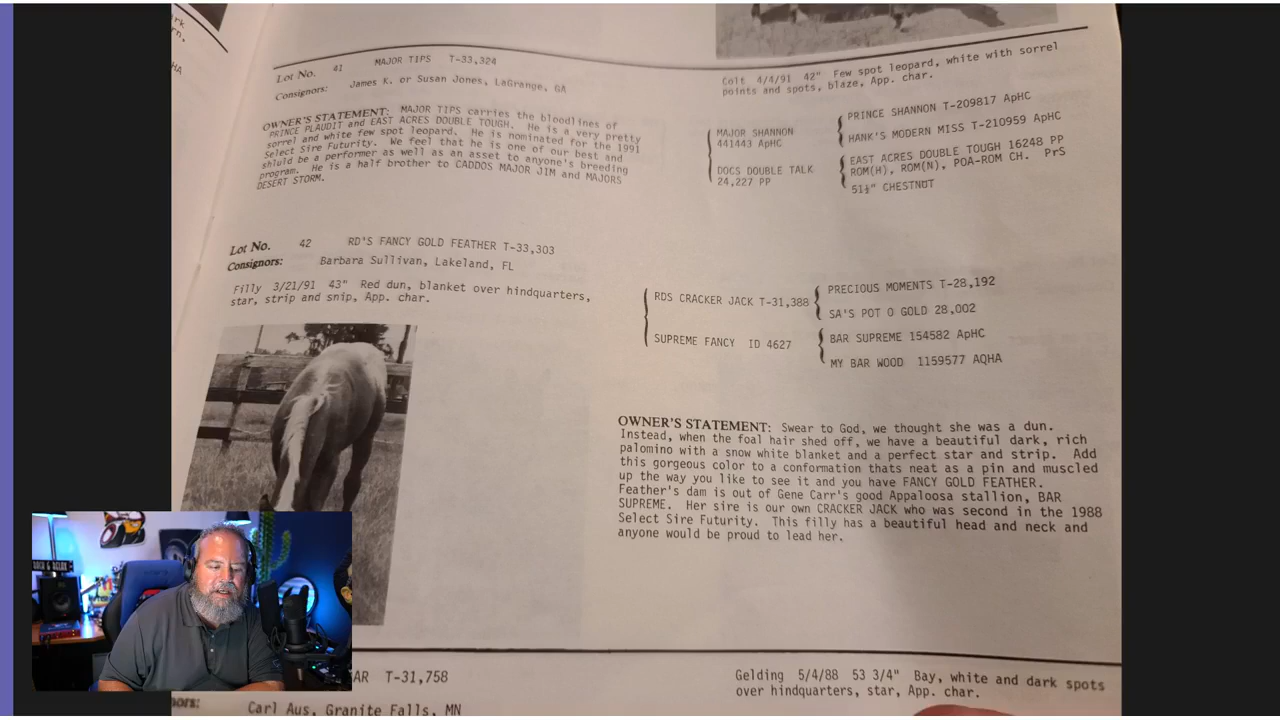 Lot No. 41 MAJOR TIPS T-33,324
Consignors: James K. or Susan Jones, LaGrange, GA
OWNER'S STATEMENT: MAJOR TIPS carries the bloodlines of
PRINCE PLAUDIT and EAST ACRES DOUBLE TOUGH. He is a very pretty
sorrel and white few spot leopard. He is nominated for the 1991
Select Sire Futurity. We feel that he is one of our best and
shluld be a performer as well as an asset to anyone's breeding
program. He is a half brother to CADDOS MAJOR JIM and MAJORS
DESERT STORM.
Colt 4/4/91 42" Few spot leopard, white with sorrel
points and spots, blaze, App. char.
MAJOR SHANNON
441443 ApHC
DOCS DOUBLE TALK
24,227 PP
PRINCE SHANNON T-209817 ApHC
HANK'S MODERN MISS T-210959 ApHC
EAST ACRES DOUBLE TOUGH 16248 PP
ROM(H), ROM(N), POA-ROM CH. PrS
51½" CHESTNUT
Lot No. 42 RD'S FANCY GOLD FEATHER T-33,303
Consignors: Barbara Sullivan, Lakeland, FL
Filly 3/21/91 43" Red dun, blanket over hindquarters,
star, strip and snip, App. char.
RDS CRACKER JACK T-31,388
SUPREME FANCY ID 4627
PRECIOUS MOMENTS T-28,192
SA'S POT O GOLD 28,002
BAR SUPREME 154582 ApHC
MY BAR WOOD 1159577 AQHA
OWNER'S STATEMENT: Swear to God, we thought she was a dun.
Instead, when the foal hair shed off, we have a beautiful dark, rich
palomino with a snow white blanket and a perfect star and strip. Add
this gorgeous color to a conformation thats neat as a pin and muscled
up the way you like to see it and you have FANCY GOLD FEATHER.
Feather's dam is out of Gene Carr's good Appaloosa stallion, BAR
SUPREME. Her sire is our own CRACKER JACK who was second in the 1988
Select Sire Futurity. This filly has a beautiful head and neck and
anyone would be proud to lead her.
AR T-31,758
nors: Carl Aus, Granite Falls, MN
Gelding 5/4/88 53 3/4" Bay, white and dark spots
over hindquarters, star, App. char.
ROCK & RELAX